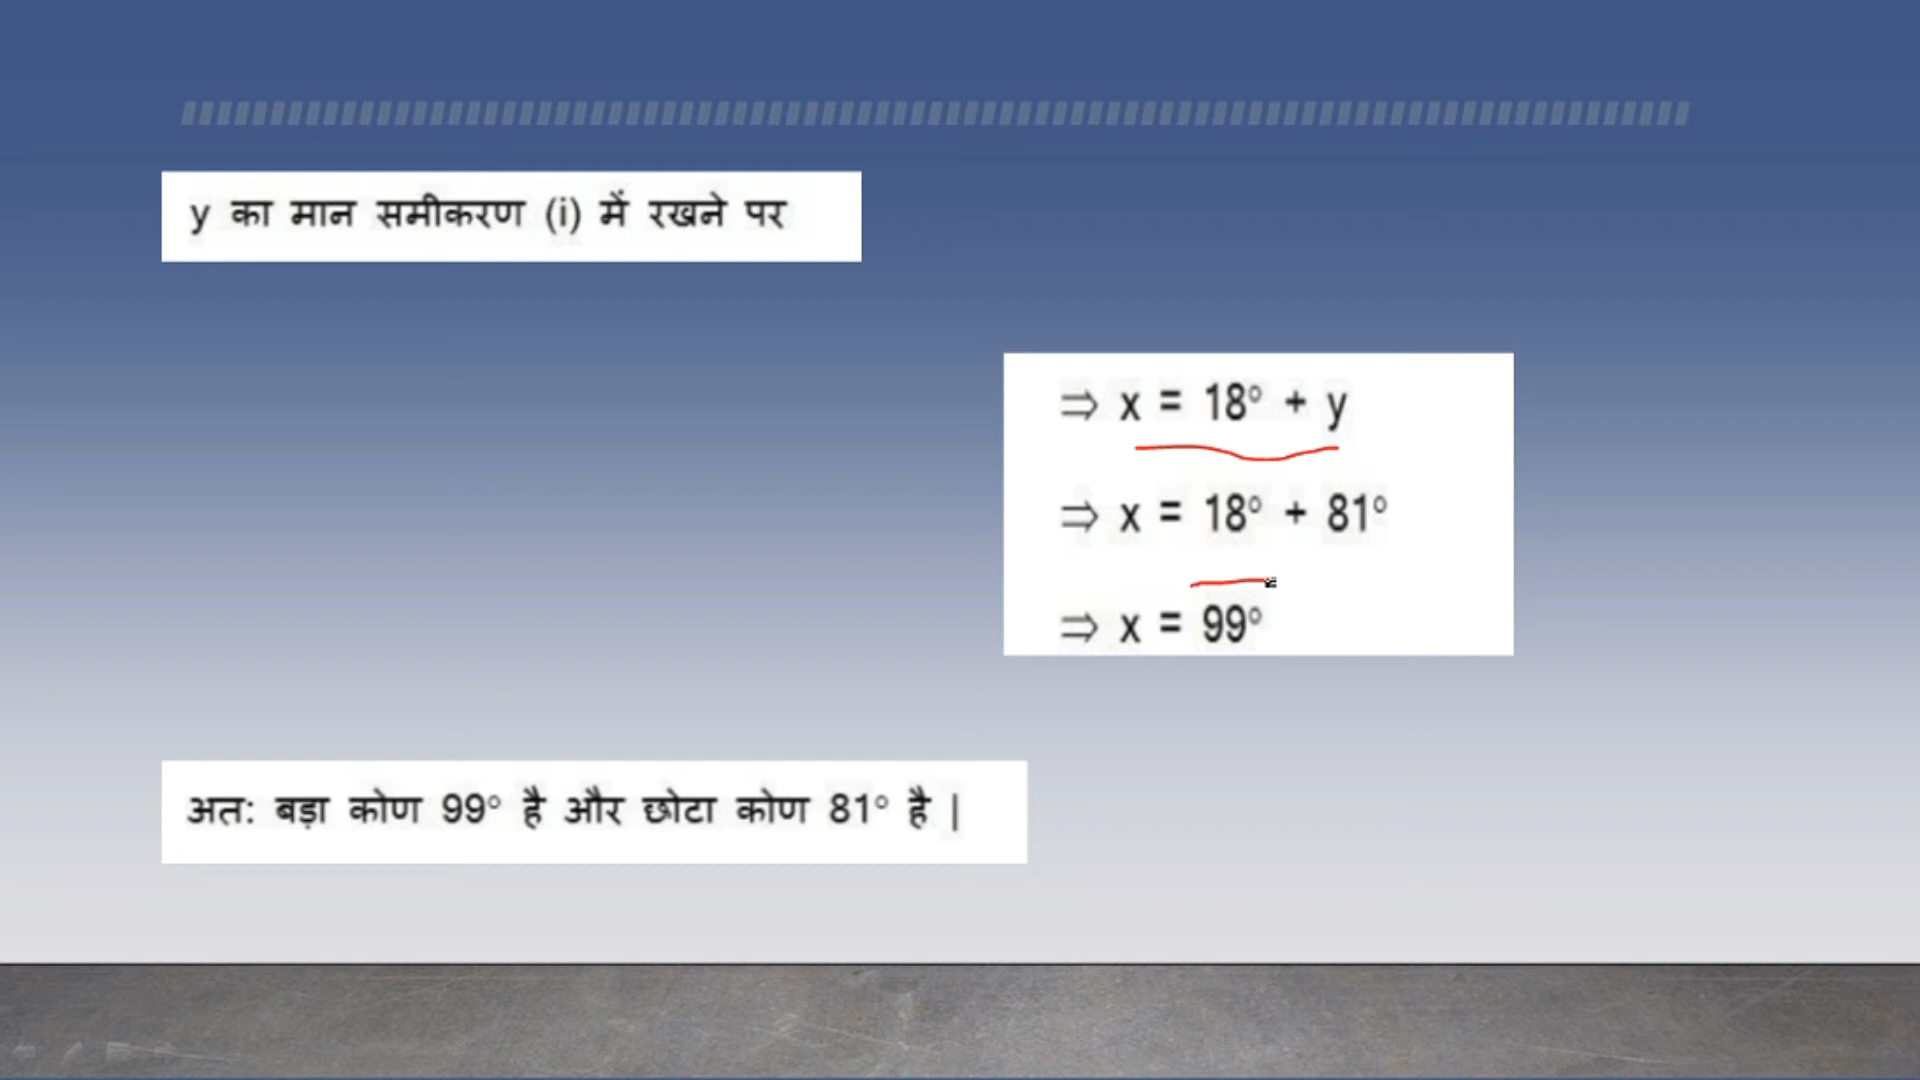 y का मान समीकरण (i) में रखने पर
⇒ x = 18° + y
⇒ x = 18° + 81°
⇒ x = 99°
अत: बड़ा कोण 99° है और छोटा कोण 81° है |